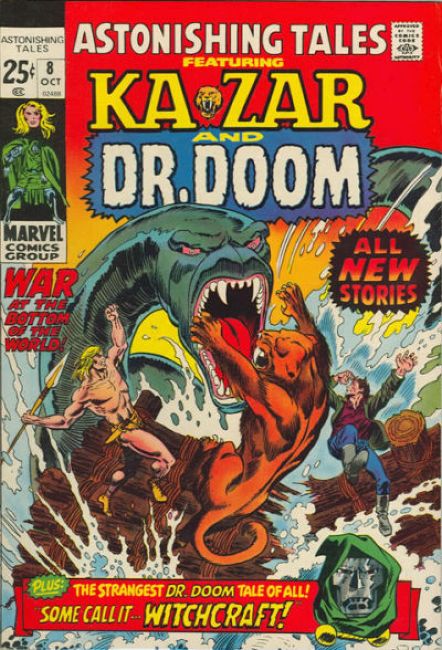 ASTONISHING
TALES
25¢
8
OCT
02488
CC
MARVEL
COMICS
GROUP
ASTONISHING TALES
FEATURING
KA-ZAR
AND
DR. DOOM
APPROVED
BY THE
COMICS
CODE
AUTHORITY
ALL
NEW
STORIES
WAR
AT THE
BOTTOM
OF THE
WORLD!
PLUS: THE STRANGEST DR. DOOM TALE OF ALL!
"SOME CALL IT... WITCHCRAFT!"